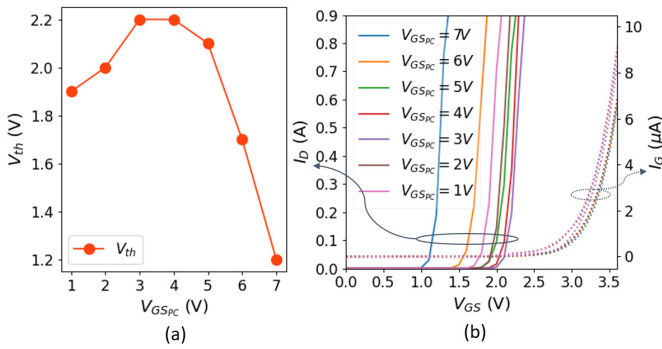 2.2
2.0
1.8
1.6
1.4
1.2
V_th (V)
V_th
1 2 3 4 5 6 7
V_GS_PC (V)
(a)
0.9
0.8
0.7
0.6
0.5
0.4
0.3
0.2
0.1
0.0
I_D (A)
V_GS_PC = 7V
V_GS_PC = 6V
V_GS_PC = 5V
V_GS_PC = 4V
V_GS_PC = 3V
V_GS_PC = 2V
V_GS_PC = 1V
10
8
6
4
2
0
I_G (μA)
0.0 0.5 1.0 1.5 2.0 2.5 3.0 3.5
V_GS (V)
(b)